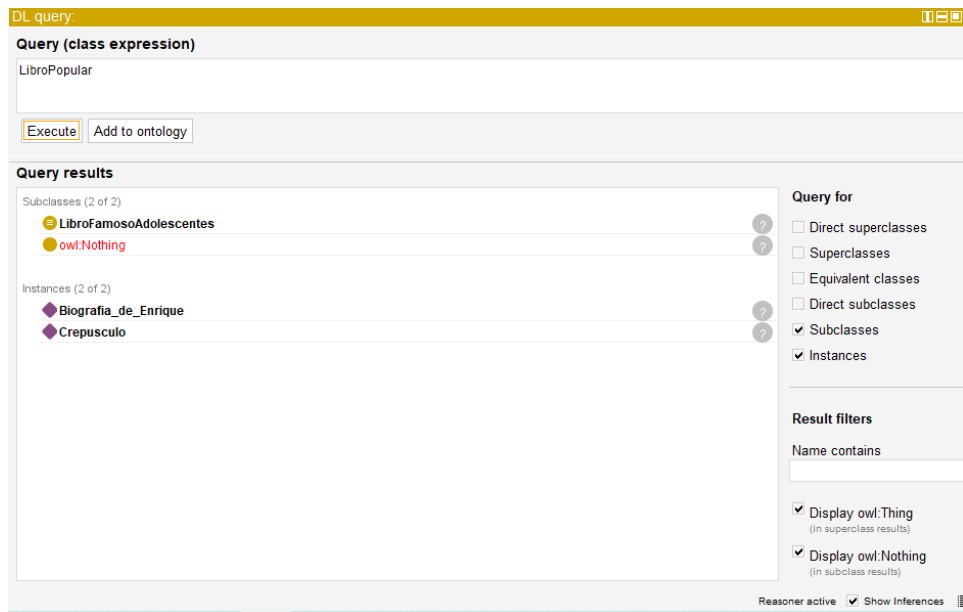 DL query:
Query (class expression)
LibroPopular
Execute
Add to ontology
Query results
Subclasses (2 of 2)
LibroFamosoAdolescentes
?
owl:Nothing
?
Instances (2 of 2)
Biografia_de_Enrique
?
Crepusculo
?
Query for
Direct superclasses
Superclasses
Equivalent classes
Direct subclasses
Subclasses
Instances
Result filters
Name contains
Display owl:Thing
(in superclass results)
Display owl:Nothing
(in subclass results)
Reasoner active
Show Inferences